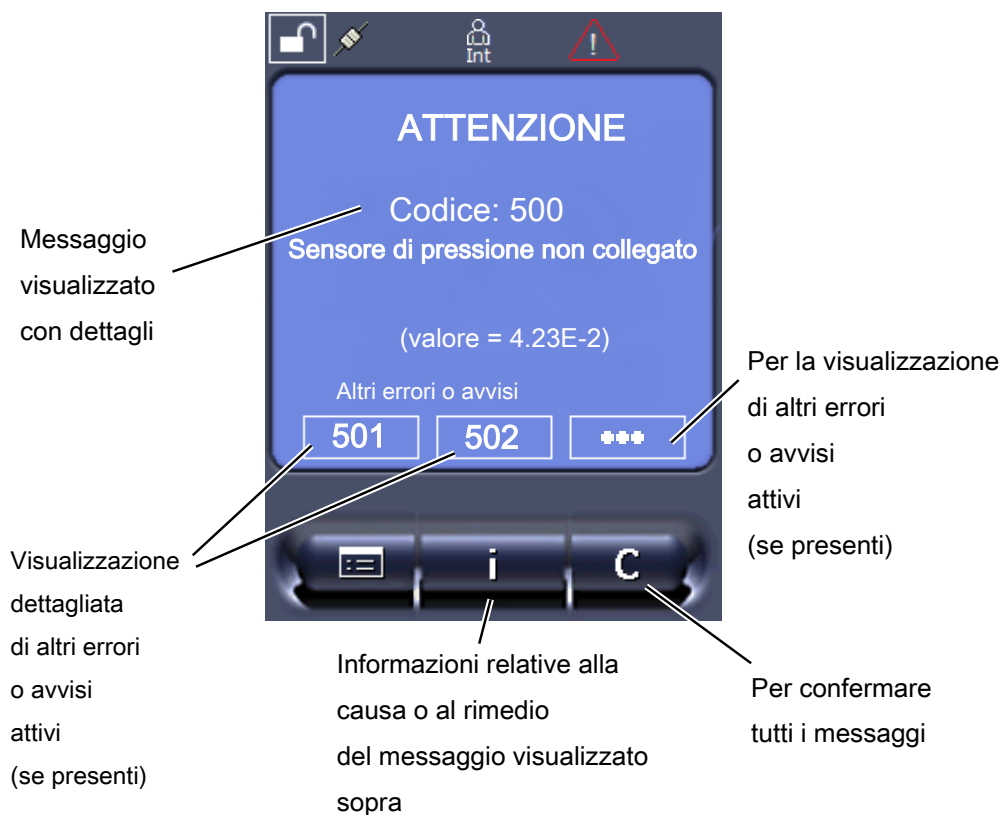 Int
!
ATTENZIONE
Codice: 500
Sensore di pressione non collegato
(valore = 4.23E-2)
Altri errori o avvisi
501 502 •••
i C
Messaggio
visualizzato
con dettagli
Per la visualizzazione
di altri errori
o avvisi
attivi
(se presenti)
Visualizzazione
dettagliata
di altri errori
o avvisi
attivi
(se presenti)
Informazioni relative alla
causa o al rimedio
del messaggio visualizzato
sopra
Per confermare
tutti i messaggi